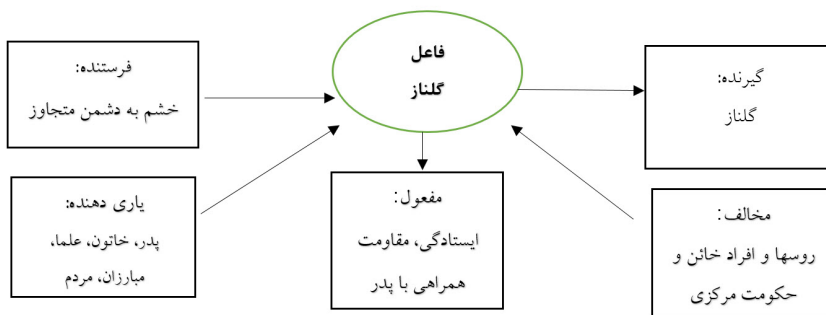 فاعل
گلناز
گیرنده:
گلناز
فرستنده:
خشم به دشمن متجاوز
مخالف:
روسها و افراد خائن و
حکومت مرکزی
مفعول:
ایستادگی، مقاومت
همراهی با پدر
یاری دهنده:
پدر، خاتون، علما،
مبارزان، مردم